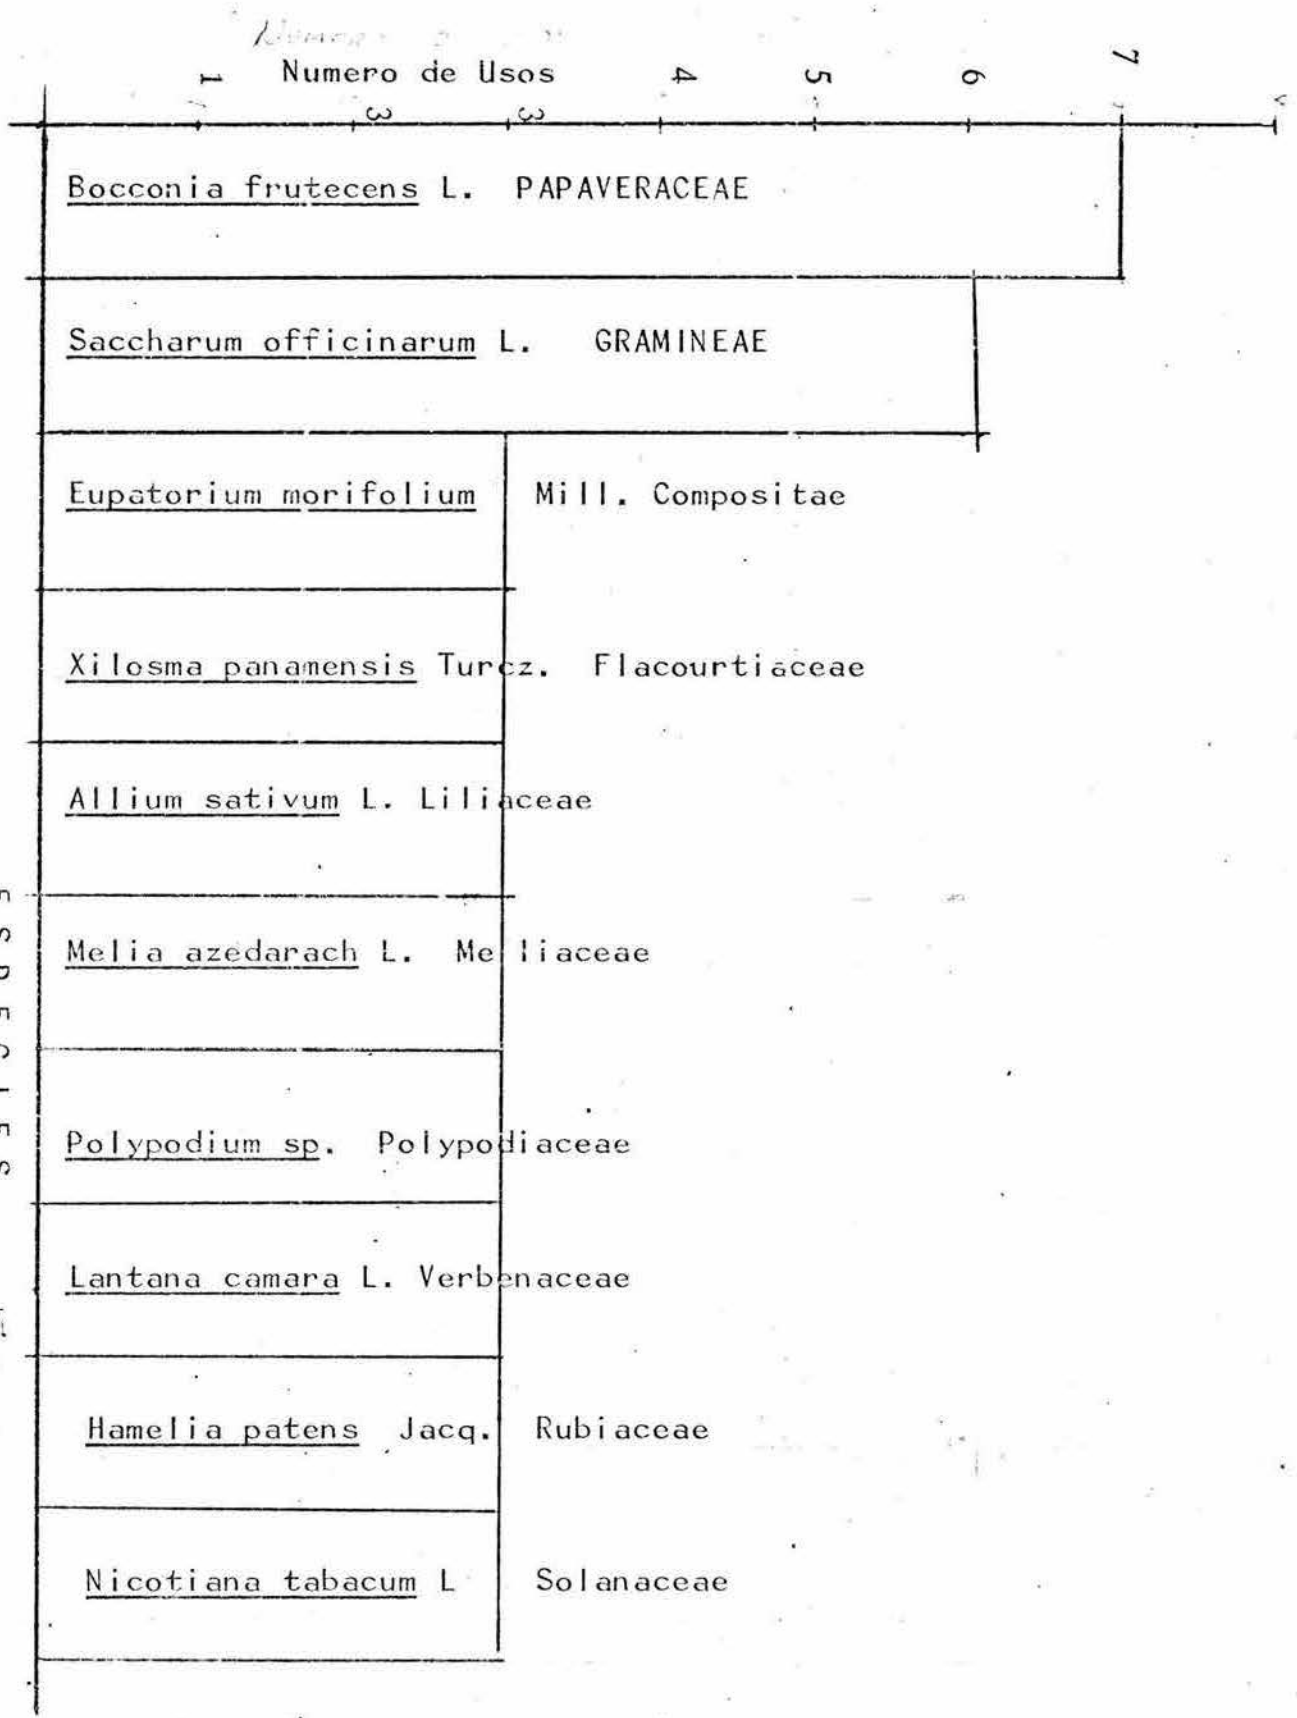 Numero de Usos
1 3 3 4 5 6 7
Bocconia frutecens L. PAPAVERACEAE
Saccharum officinarum L. GRAMINEAE
Eupatorium morifolium Mill. Compositae
Xilosma panamensis Turcz. Flacourtiaceae
Allium sativum L. Liliaceae
Melia azedarach L. Meliaceae
Polypodium sp. Polypodiaceae
Lantana camara L. Verbenaceae
Hamelia patens Jacq. Rubiaceae
Nicotiana tabacum L Solanaceae
ESPECIES